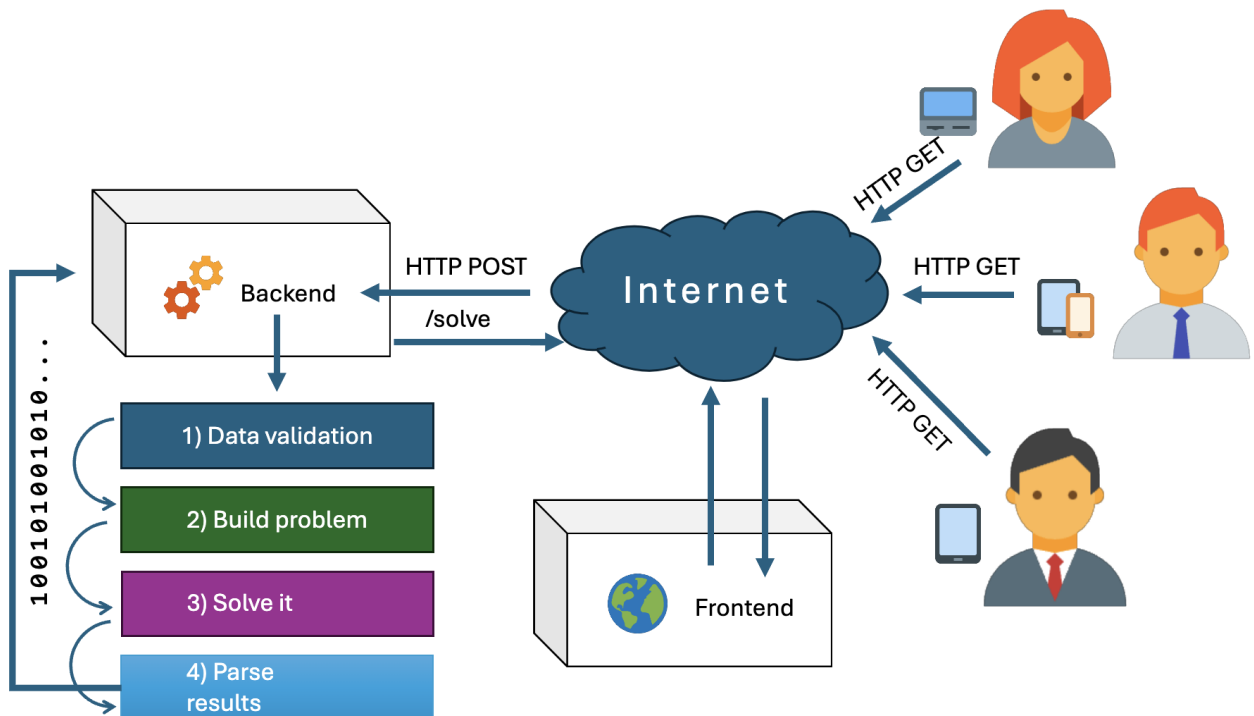 HTTP GET
HTTP GET
HTTP POST
Internet
Backend
/solve
HTTP GET
100101010010010...
1) Data validation
2) Build problem
3) Solve it
Frontend
4) Parse
results